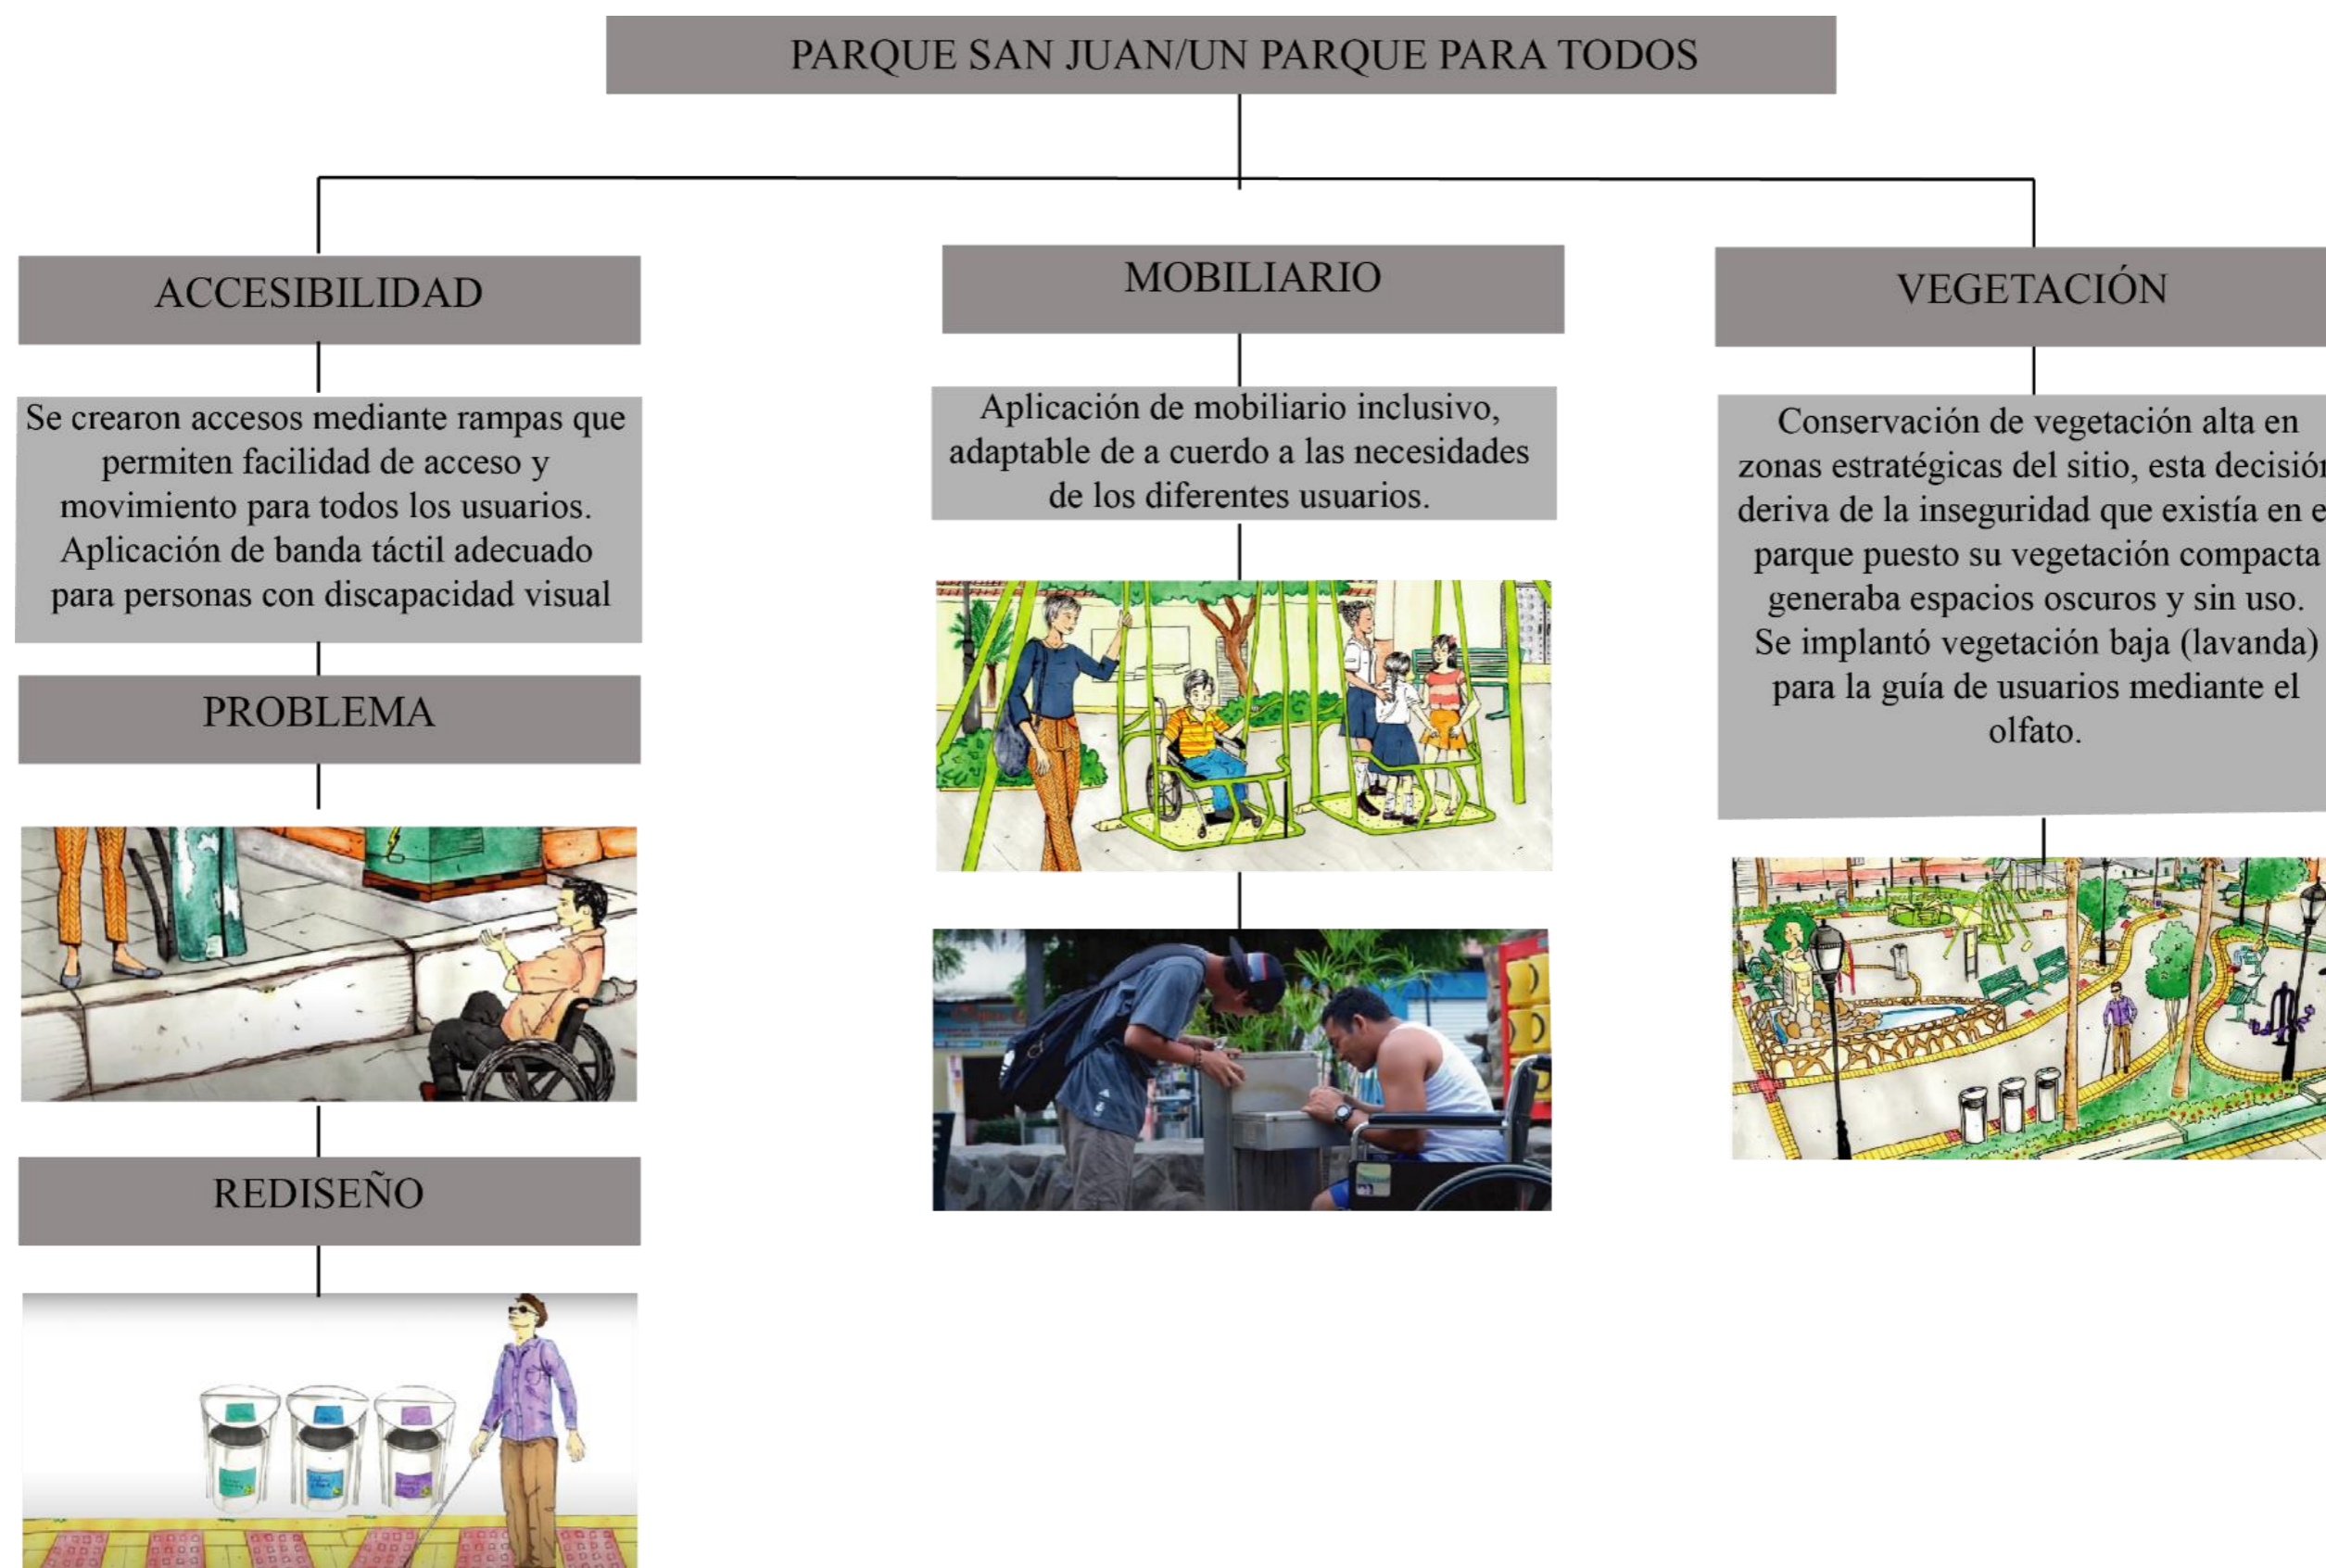 PARQUE SAN JUAN/UN PARQUE PARA TODOS
ACCESIBILIDAD
Se crearon accesos mediante rampas que
permiten facilidad de acceso y
movimiento para todos los usuarios.
Aplicación de banda táctil adecuado
para personas con discapacidad visual
PROBLEMA
REDISEÑO
MOBILIARIO
Aplicación de mobiliario inclusivo,
adaptable de a cuerdo a las necesidades
de los diferentes usuarios.
VEGETACIÓN
Conservación de vegetación alta en
zonas estratégicas del sitio, esta decisión
deriva de la inseguridad que existía en e
parque puesto su vegetación compacta
generaba espacios oscuros y sin uso.
Se implantó vegetación baja (lavanda)
para la guía de usuarios mediante el
olfato.